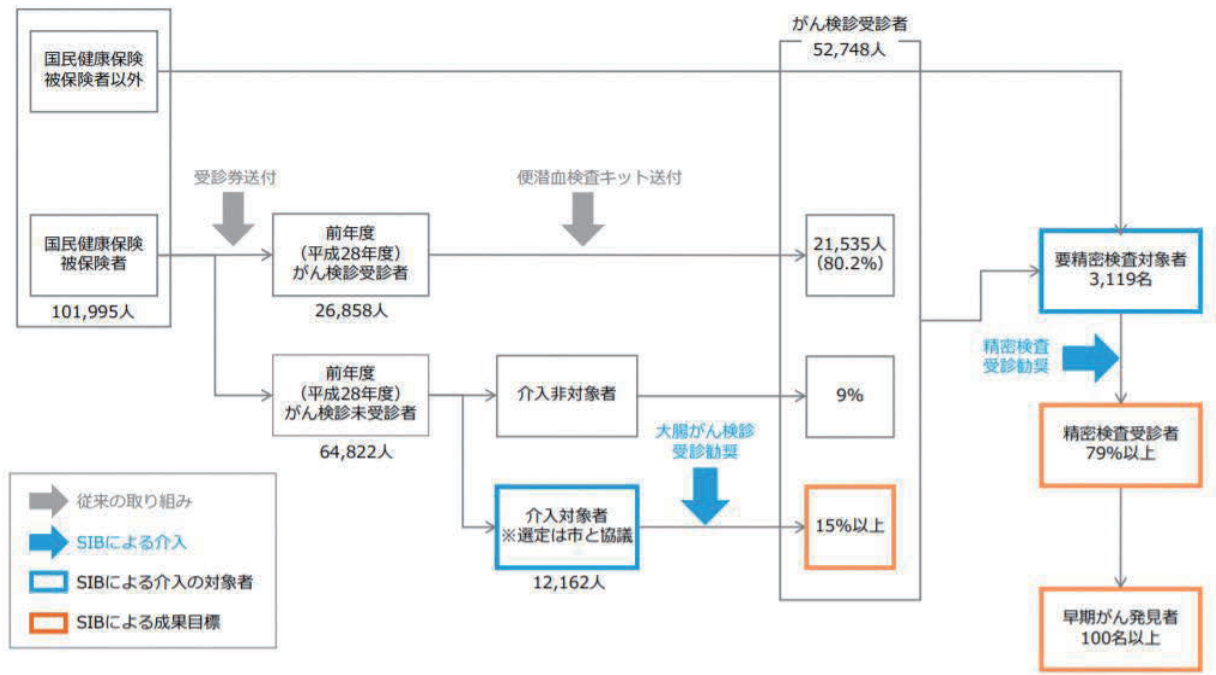 国民健康保険
被保険者以外
国民健康保険
被保険者
101,995人
受診券送付
前年度
（平成28年度）
がん検診受診者
26,858人
前年度
（平成28年度）
がん検診未受診者
64,822人
便潜血検査キット送付
介入非対象者
介入対象者
※選定は市と協議
12,162人
大腸がん検診
受診勧奨
がん検診受診者
52,748人
21,535人
（80.2%）
9%
15%以上
要精密検査対象者
3,119名
精密検査
受診勧奨
精密検査受診者
79%以上
早期がん発見者
100名以上
従来の取り組み
SIBによる介入
SIBによる介入の対象者
SIBによる成果目標